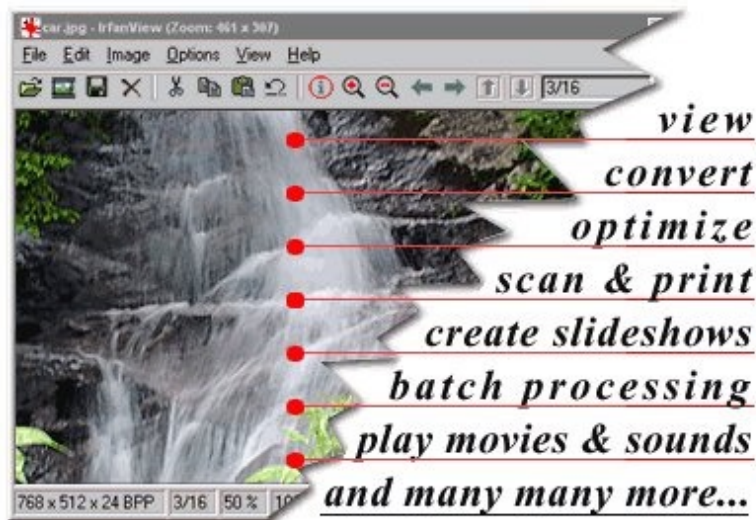 car.jpg - IrfanView (Zoom: 461 x 307)
File Edit Image Options View Help
3/16
view
convert
optimize
scan & print
create slideshows
batch processing
play movies & sounds
and many many more...
768 x 512 x 24 BPP 3/16 50 %